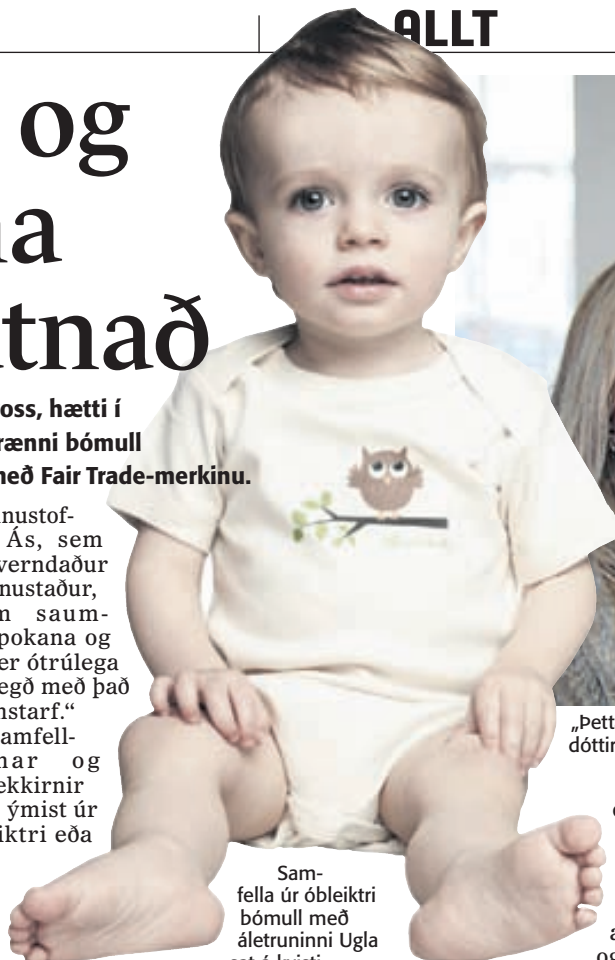 ALLT
og
tnað
oss, hætti í
rænni bómull
með Fair Trade-merkinu.
nustof-
Ás, sem
verndaður
nustaður,
saum-
pokana og
er ótrúlega
egð með það
nstarf.“
amfell-
nar og
ekkirnir
ýmist úr
iktri eða
Sam-
fella úr óbleiktri
bómull með
áletruninni Ugla
sat á kvisti
„Þett
dóttir